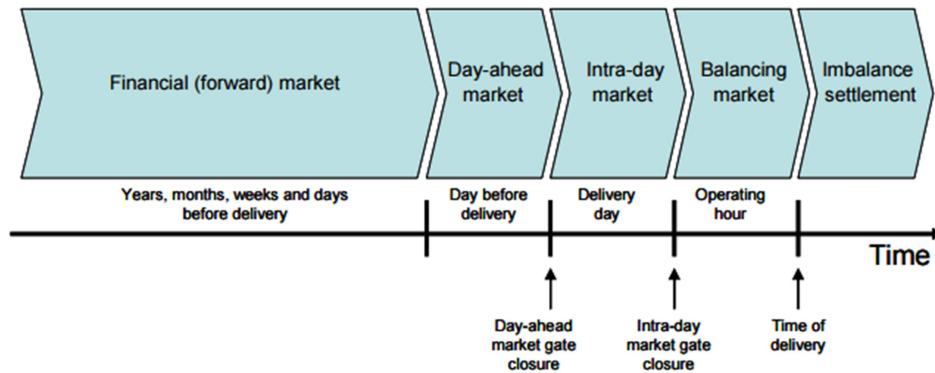 Financial (forward) market
Day-ahead
market
Intra-day
market
Balancing
market
Imbalance
settlement
Years, months, weeks and days
before delivery
Day before
delivery
Delivery
day
Operating
hour
Time
Day-ahead
market gate
closure
Intra-day
market gate
closure
Time of
delivery